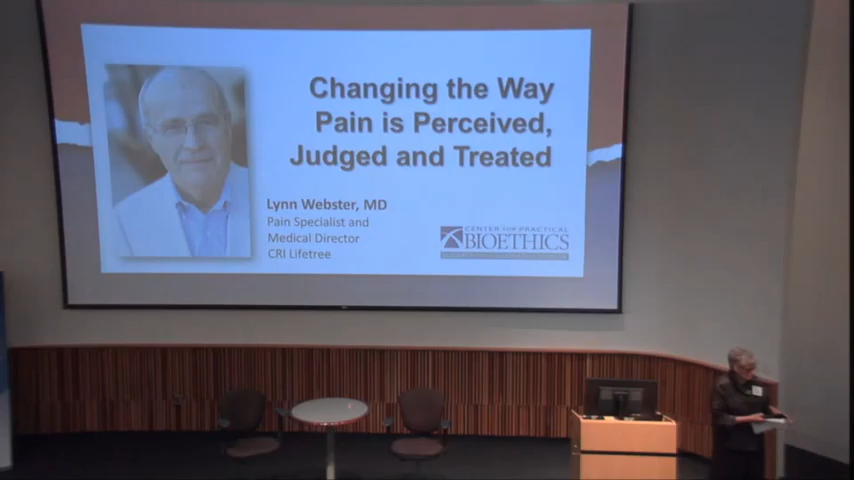 Changing the Way
Pain is Perceived,
Judged and Treated
Lynn Webster, MD
Pain Specialist and
Medical Director
CRI Lifetree
CENTER FOR PRACTICAL
BIOETHICS